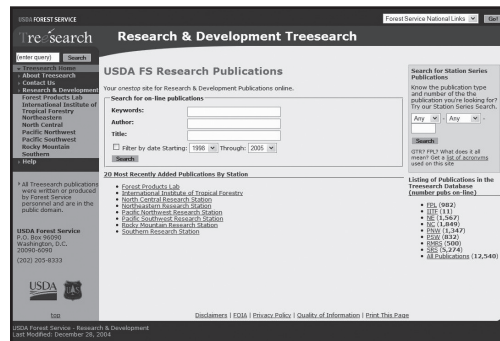 USDA FOREST SERVICE
Forest Service National Links
Go!
Treesearch
Research & Development Treesearch
(enter query)
Search
Treesearch Home
About Treesearch
Contact Us
Research & Development
Forest Products Lab
International Institute of
Tropical Forestry
Northeastern
North Central
Pacific Northwest
Pacific Southwest
Rocky Mountain
Southern
Help
* All Treesearch publications
were written or produced
by Forest Service
personnel and are in the
public domain.
USDA Forest Service
P.O. Box 96090
Washington, D.C.
20090-6090
(202) 205-8333
USDA
top
USDA FS Research Publications
Your onestop site for Research & Development Publications online.
Search for on-line publications
Keywords:
Author:
Title:
Filter by date Starting: 1998 Through: 2005
Search
20 Most Recently Added Publications By Station
Forest Products Lab
International Institute of Tropical Forestry
North Central Research Station
Northeastern Research Station
Pacific Northwest Research Station
Pacific Southwest Research Station
Rocky Mountain Research Station
Southern Research Station
Search for Station Series
Publications
Know the publication type
and number of the the
publication you're looking for?
Try our Station Series Search.
Any - Any -
Search
GTR? FPL? What does it all
mean? Get a list of acronyms
used on this site
Listing of Publications in the
Treesearch Database
(number pubs on-line)
FPL (982)
IITF (11)
NE (1,567)
NC (1,849)
PNW (1,347)
PSW (832)
RMRS (500)
SRS (5,274)
All Publications (12,540)
Disclaimers | FOIA | Privacy Policy | Quality of Information | Print This Page
USDA Forest Service - Research & Development
Last Modified: December 28, 2004